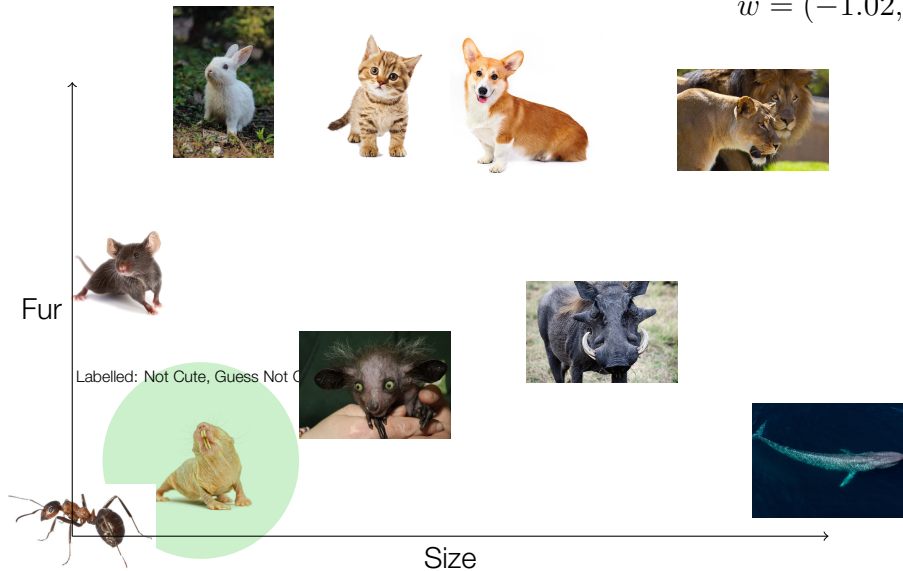 w = (−1.02,
Fur
Labelled: Not Cute, Guess Not
Size